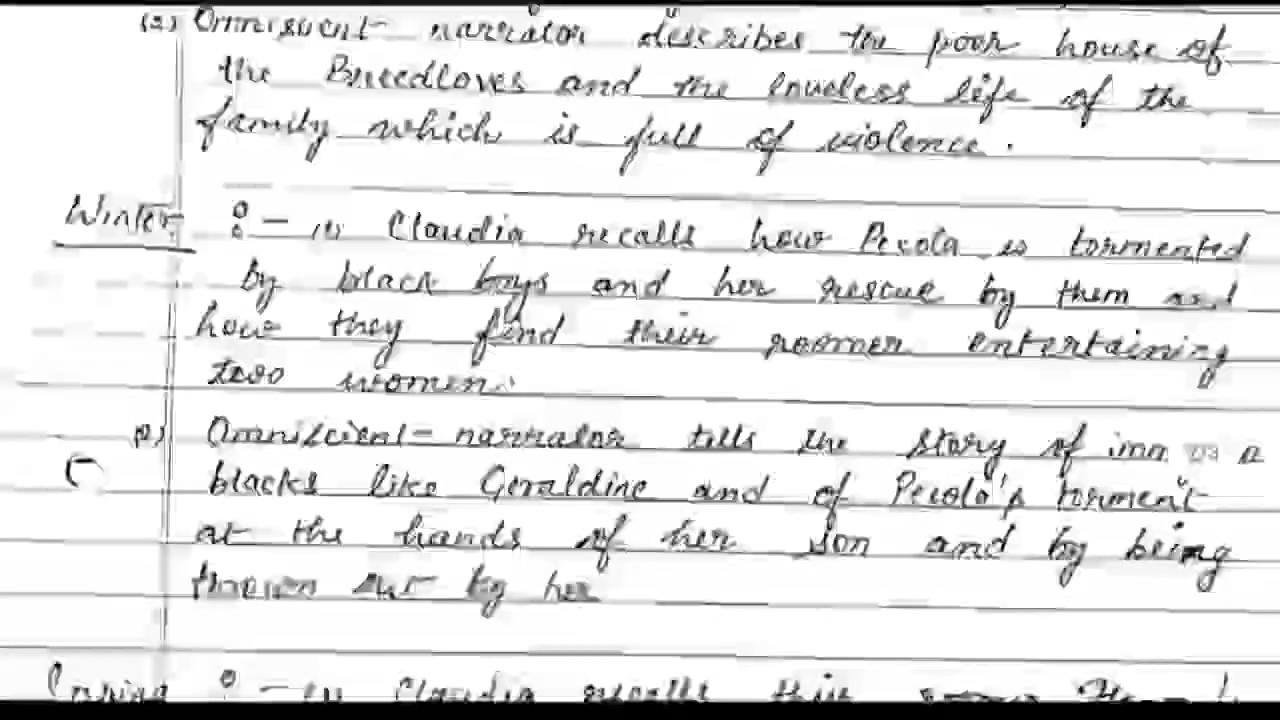 (2) Omniscient narrator describes the poor house of
the Breedloves and the loveless life of the
family which is full of violence.
Winter :- (1) Claudia recalls how Pecola is tormented
by black boys and her rescue by them and
how they find their roomer entertaining
two women.
(2) Omniscient narrator tells the story of
blacks like Geraldine and of Pecola's torment
at the hands of her son and by being
thrown out by her
Spring :- (1) Claudia recalls their